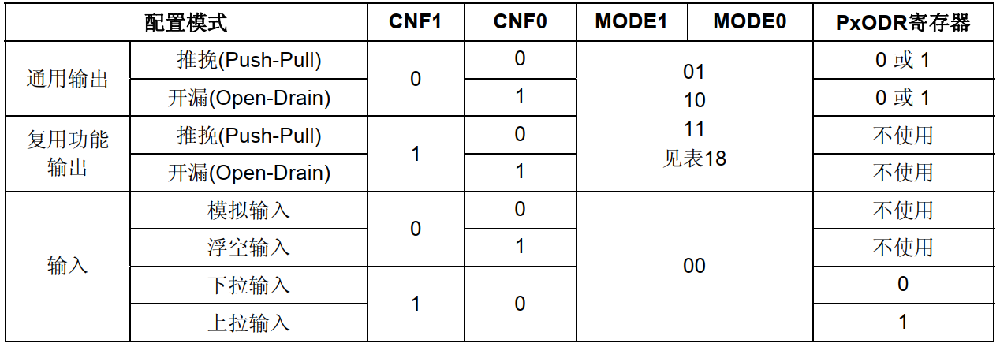 配置模式 CNF1 CNF0 MODE1 MODE0 PxODR寄存器
通用输出 推挽(Push-Pull) 0 0 01 10 11 见表18 0 或 1
开漏(Open-Drain) 1 0 或 1
复用功能输出 推挽(Push-Pull) 1 0 不使用
开漏(Open-Drain) 1 不使用
输入 模拟输入 0 0 00 不使用
浮空输入 1 不使用
下拉输入 1 0 0
上拉输入 1